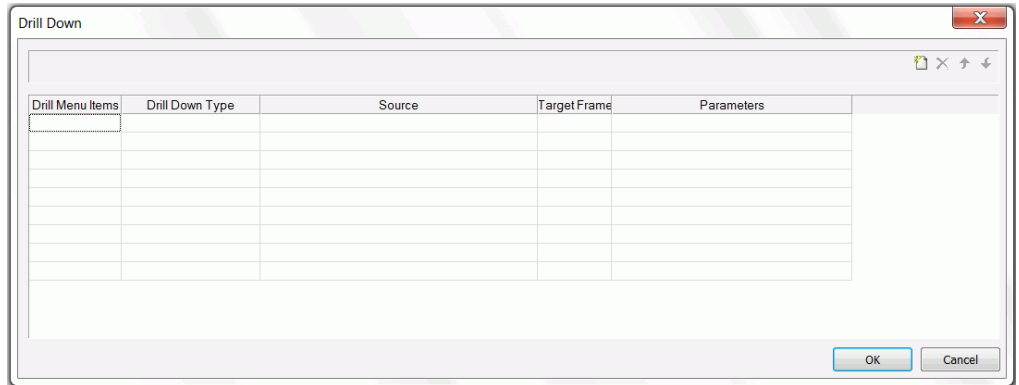 Drill Down
Drill Menu Items Drill Down Type Source Target Frame Parameters
OK Cancel